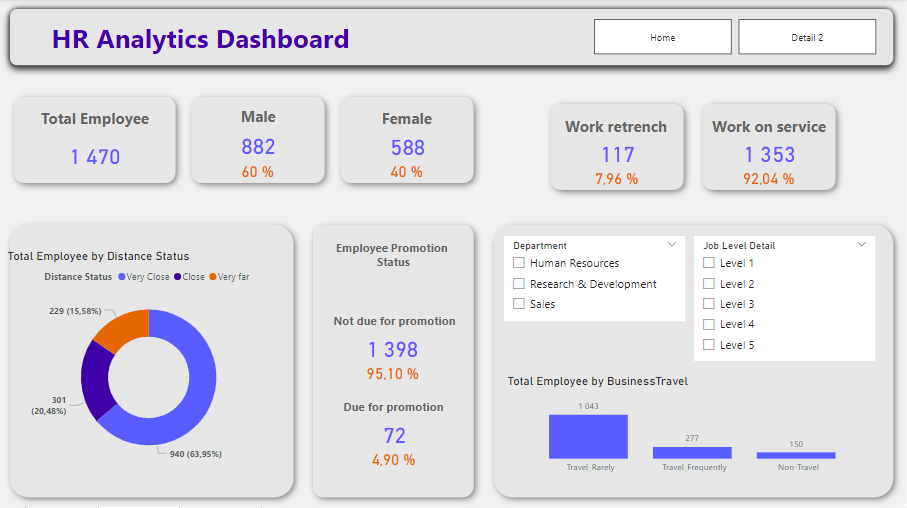 HR Analytics Dashboard
Home
Detail 2
Total Employee
1 470
Male
882
60 %
Female
588
40 %
Work retrench
117
7,96 %
Work on service
1 353
92,04 %
Total Employee by Distance Status
Distance Status Very Close Close Very far
229 (15,58%)
301
(20,48%)
940 (63,95%)
Employee Promotion
Status
Not due for promotion
1 398
95,10 %
Due for promotion
72
4,90 %
Department
Human Resources
Research & Development
Sales
Job Level Detail
Level 1
Level 2
Level 3
Level 4
Level 5
Total Employee by BusinessTravel
1 043
277
150
Travel_Rarely
Travel_Frequently
Non-Travel